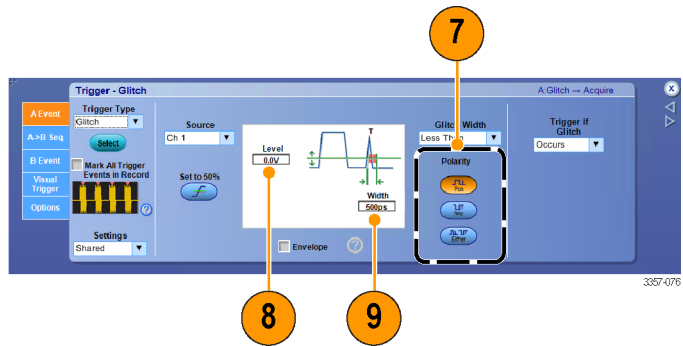 7
Trigger - Glitch
A:Glitch → Acquire
x
A Event
A->B Seq
B Event
Visual
Trigger
Options
Trigger Type
Glitch
Select
Mark All Trigger
Events in Record
?
Settings
Shared
Source
Ch 1
Set to 50%
Level
0.0V
T
Width
500ps
Envelope
?
Glitch Width
Less Than
Polarity
Pos
Neg
Either
Trigger if
Glitch
Occurs
8
9
3357-076